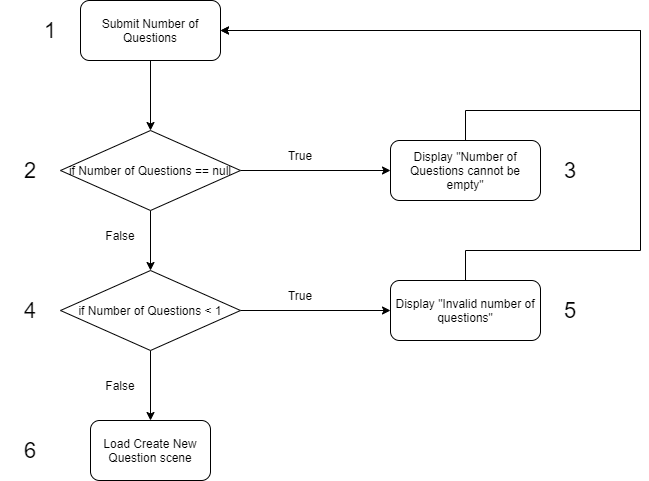 1
Submit Number of
Questions
2
if Number of Questions == null
True
Display "Number of
Questions cannot be
empty"
3
False
4
if Number of Questions < 1
True
Display "Invalid number of
questions"
5
False
6
Load Create New
Question scene